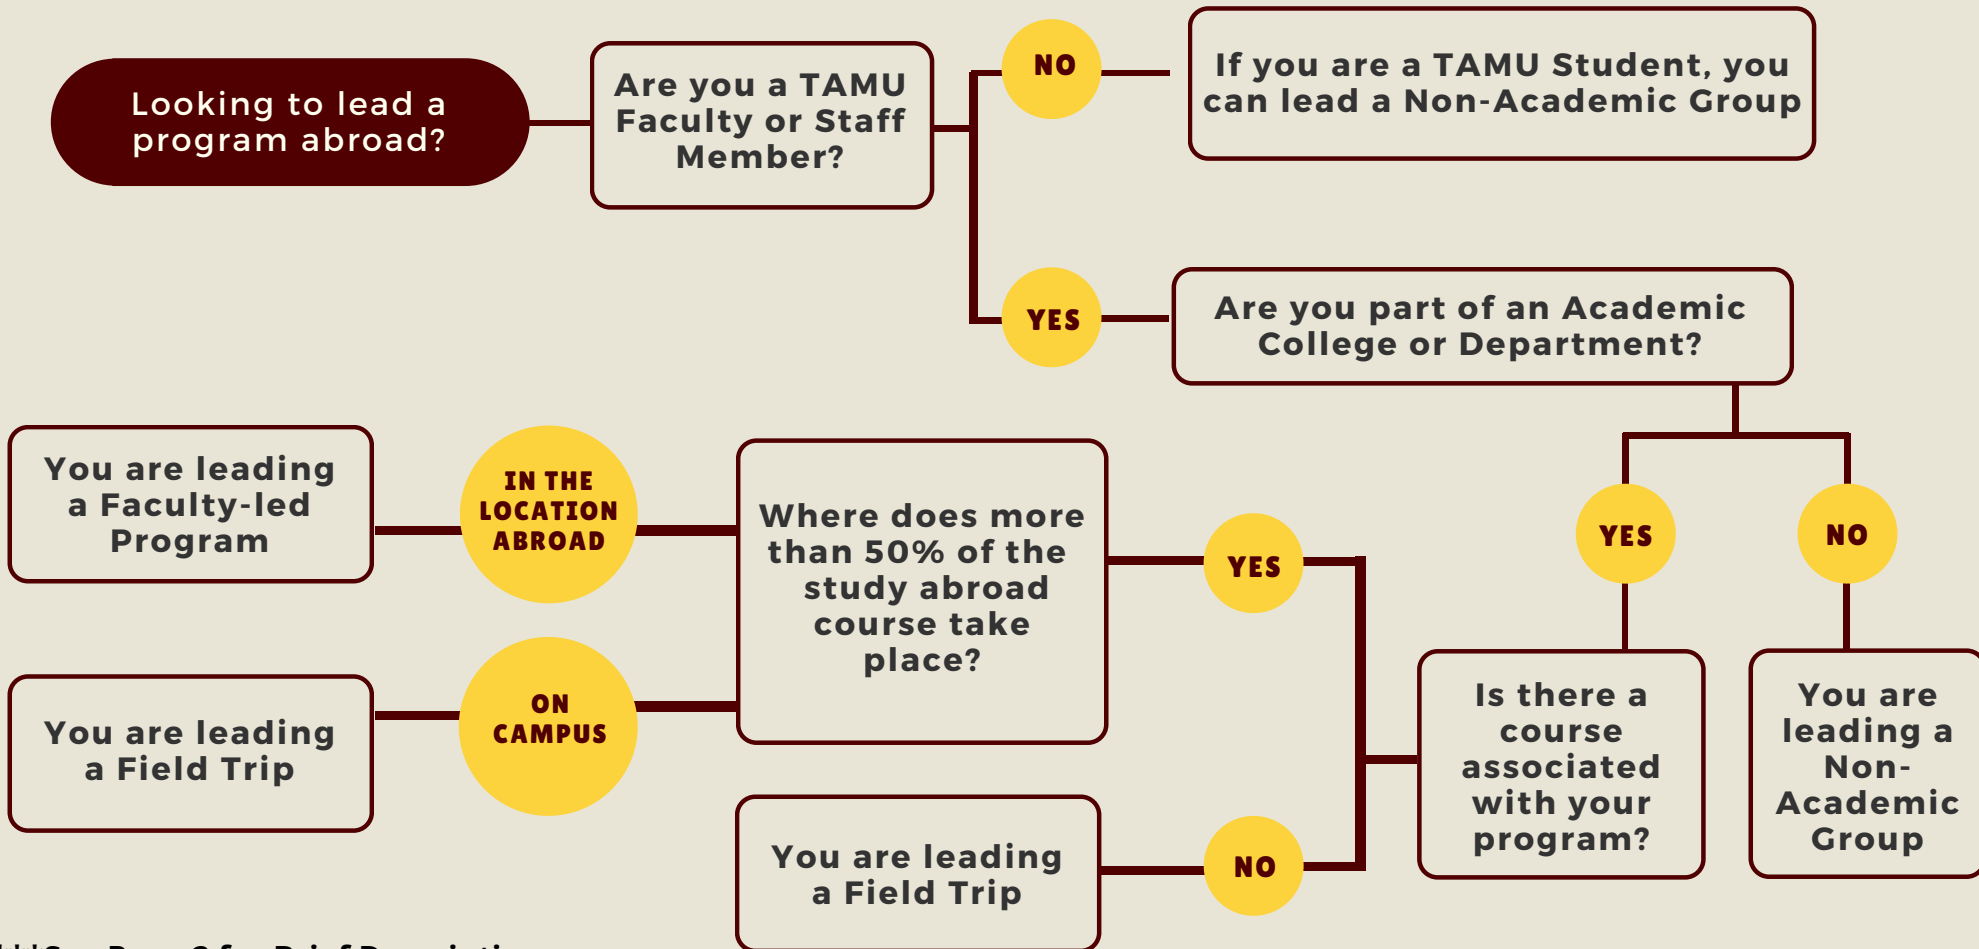 Looking to lead a
program abroad?
Are you a TAMU
Faculty or Staff
Member?
NO
If you are a TAMU Student, you
can lead a Non-Academic Group
YES
Are you part of an Academic
College or Department?
YES
NO
Is there a
course
associated
with your
program?
You are
leading a
Non-
Academic
Group
YES
NO
Where does more
than 50% of the
study abroad
course take
place?
You are leading
a Field Trip
IN THE
LOCATION
ABROAD
ON
CAMPUS
You are leading
a Faculty-led
Program
You are leading
a Field Trip